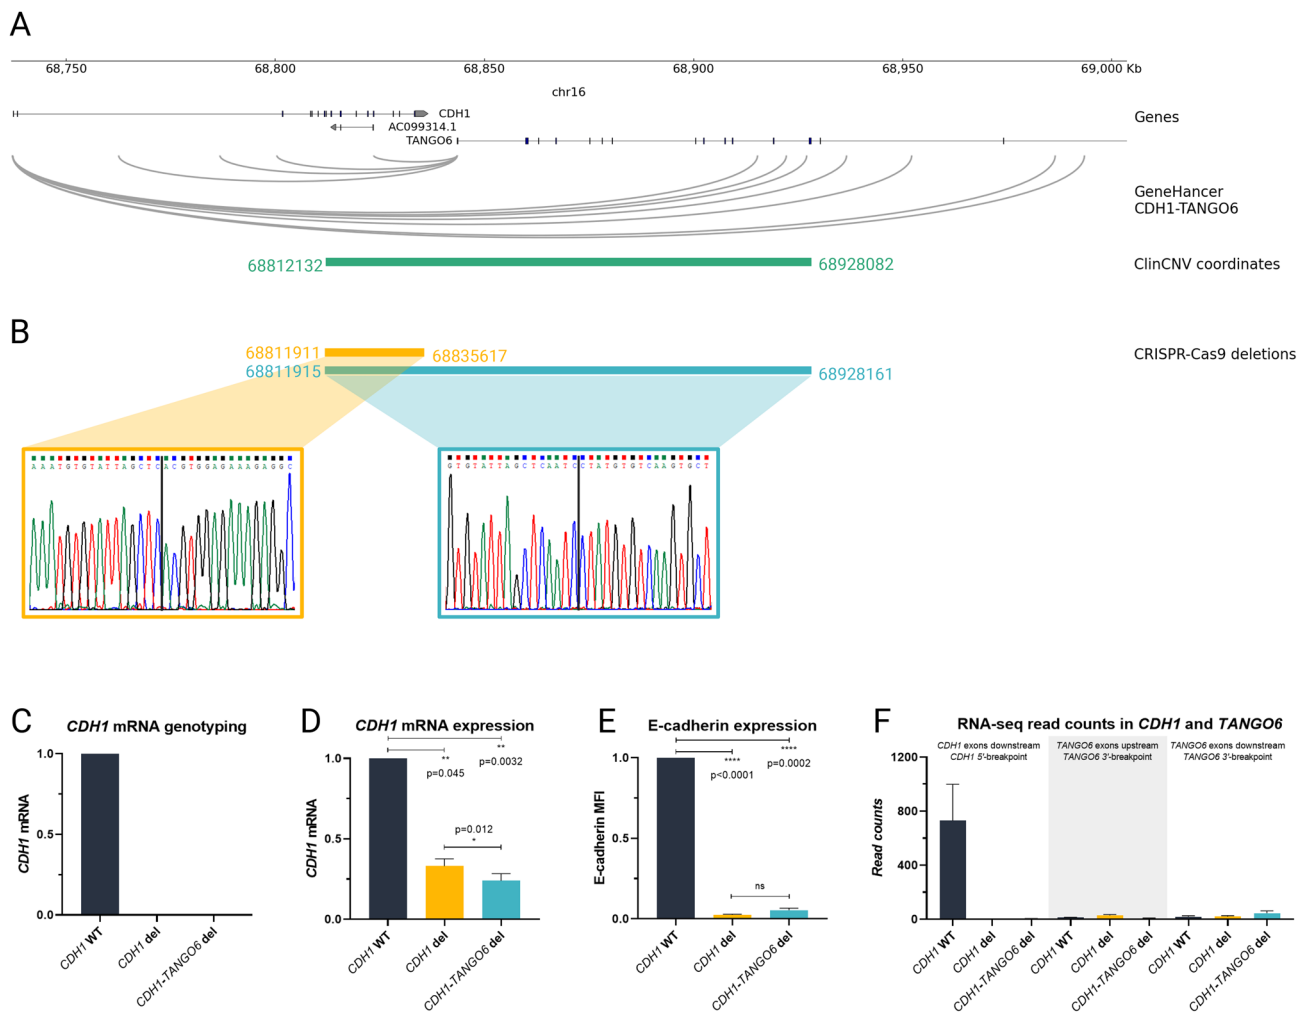 A
68,750
68,800
68,850
68,900
68,950
69,000 Kb
chr16
CDH1
Genes
AC099314.1
TANGO6
GeneHancer
CDH1-TANGO6
68812132
68928082
ClinCNV coordinates
B
68811911
68835617
CRISPR-Cas9 deletions
68811915
68928161
AAATGTGTATTAGCTCACGTGGAGAAAGAGGC
GTGTATTAGCTCAATCCTATGTGTCAAGTGCT
C
CDH1 mRNA genotyping
CDH1 mRNA
1.0
0.5
0.0
CDH1 WT
CDH1 del
CDH1-TANGO6 del
D
CDH1 mRNA expression
**
p=0.0032
**
p=0.045
p=0.012
*
CDH1 mRNA
1.0
0.5
0.0
CDH1 WT
CDH1 del
CDH1-TANGO6 del
E
E-cadherin expression
****
p=0.0002
****
p<0.0001
ns
E-cadherin MFI
1.0
0.5
0.0
CDH1 WT
CDH1 del
CDH1-TANGO6 del
F
RNA-seq read counts in CDH1 and TANGO6
CDH1 exons downstream
CDH1 5'-breakpoint
TANGO6 exons upstream
TANGO6 3'-breakpoint
TANGO6 exons downstream
TANGO6 3'-breakpoint
Read counts
1200
800
400
0
CDH1 WT
CDH1 del
CDH1-TANGO6 del
CDH1 WT
CDH1 del
CDH1-TANGO6 del
CDH1 WT
CDH1 del
CDH1-TANGO6 del